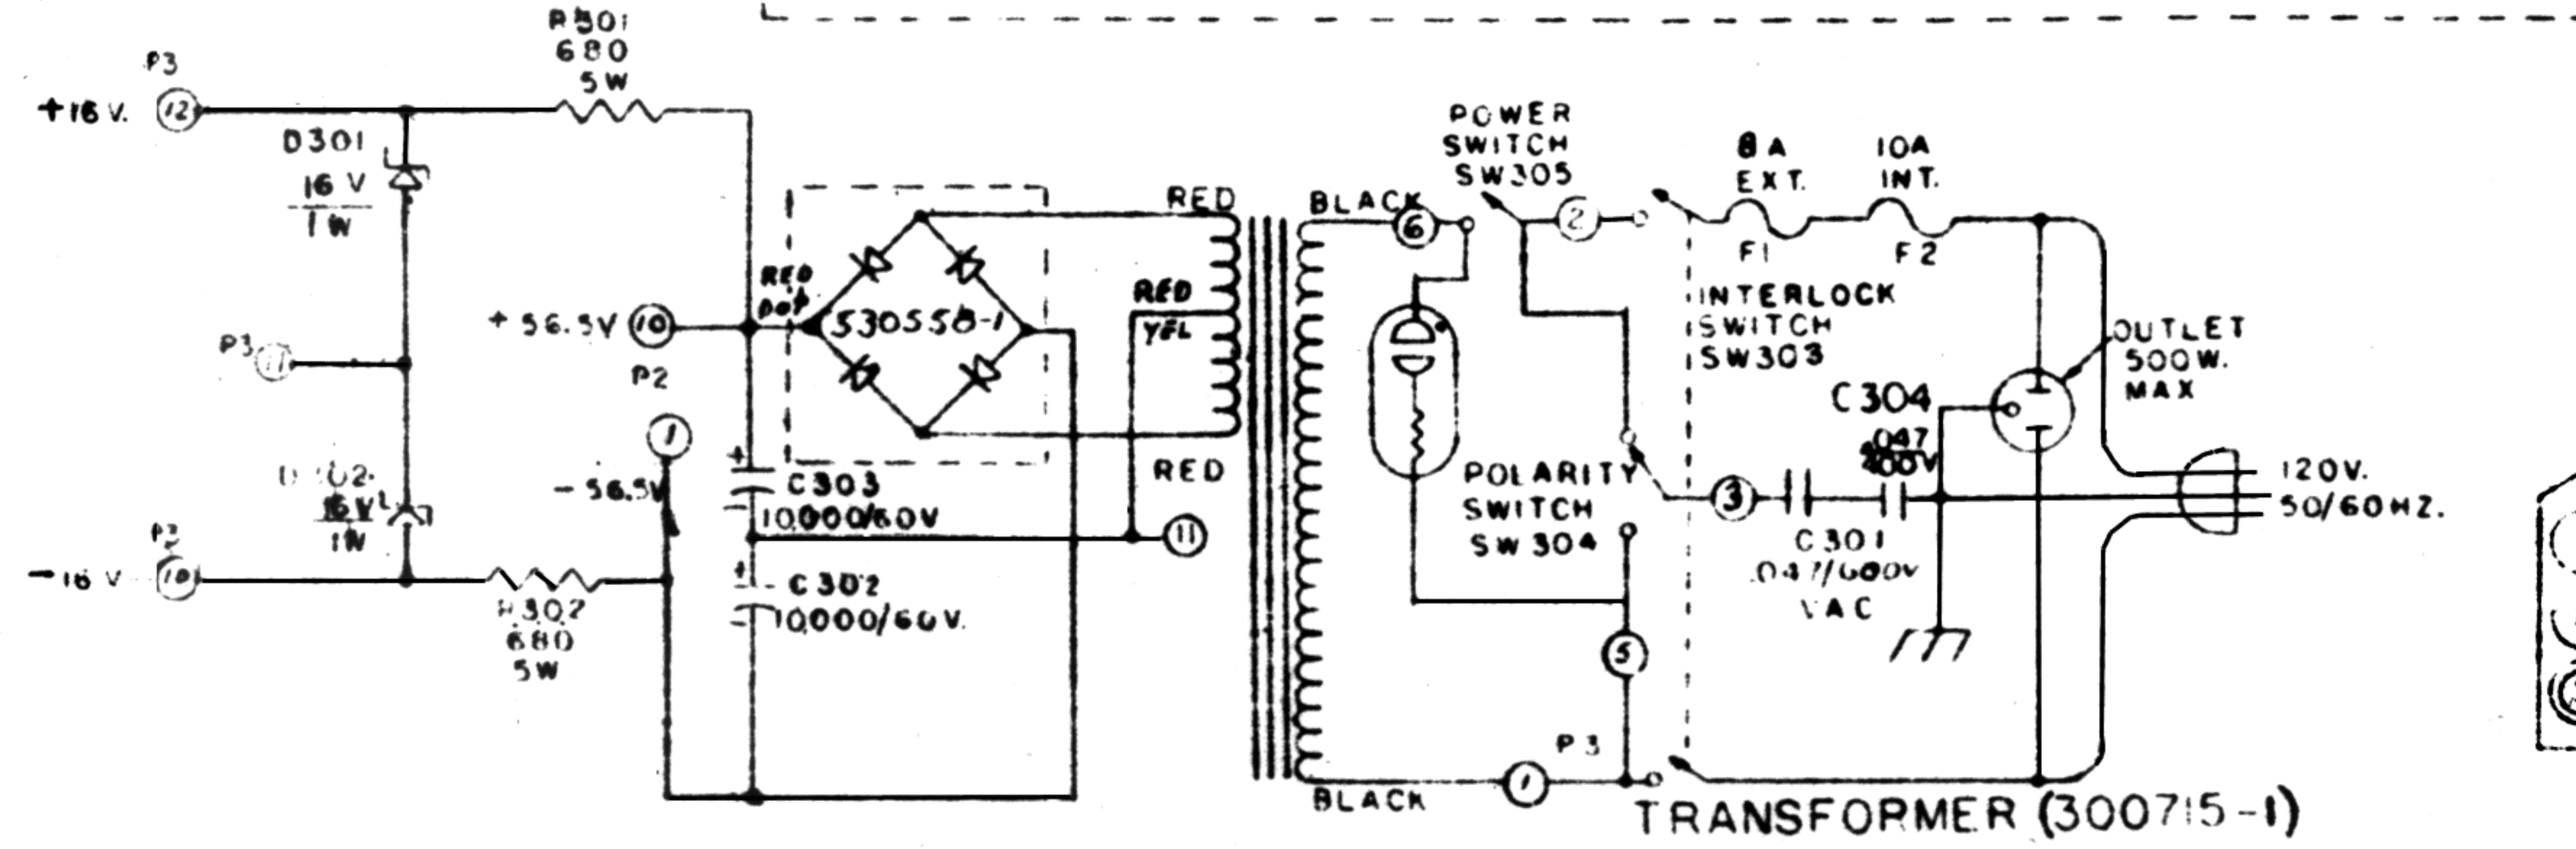 R301
680
5W
P3
+16 V.
12
D301
16 V
1 W
P3
11
D302
16 V
1W
-16 V
10
R302
680
5W
+ 56.5V
10
P2
1
- 56.5V
RED
DOT
530558-1
C303
10,000/60V
C302
10,000/60V.
11
RED
RED
YEL
RED
BLACK
6
POWER
SWITCH
SW305
2
8A
EXT.
10A
INT.
F1
F2
INTERLOCK
SWITCH
SW303
OUTLET
500W.
MAX
C304
.047
400V
POLARITY
SWITCH
SW304
3
C301
.047/600V
VAC
120V.
50/60HZ.
5
P3
1
BLACK
TRANSFORMER (300715-1)